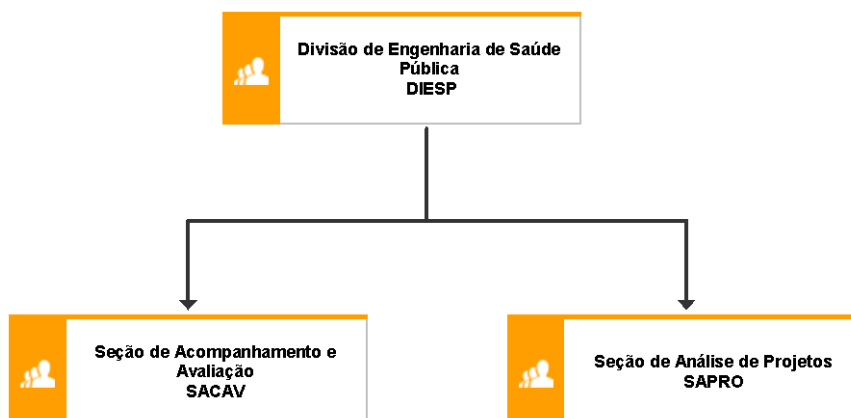 Divisão de Engenharia de Saúde
Pública
DIESP
Seção de Acompanhamento e
Avaliação
SACAV
Seção de Análise de Projetos
SAPRO